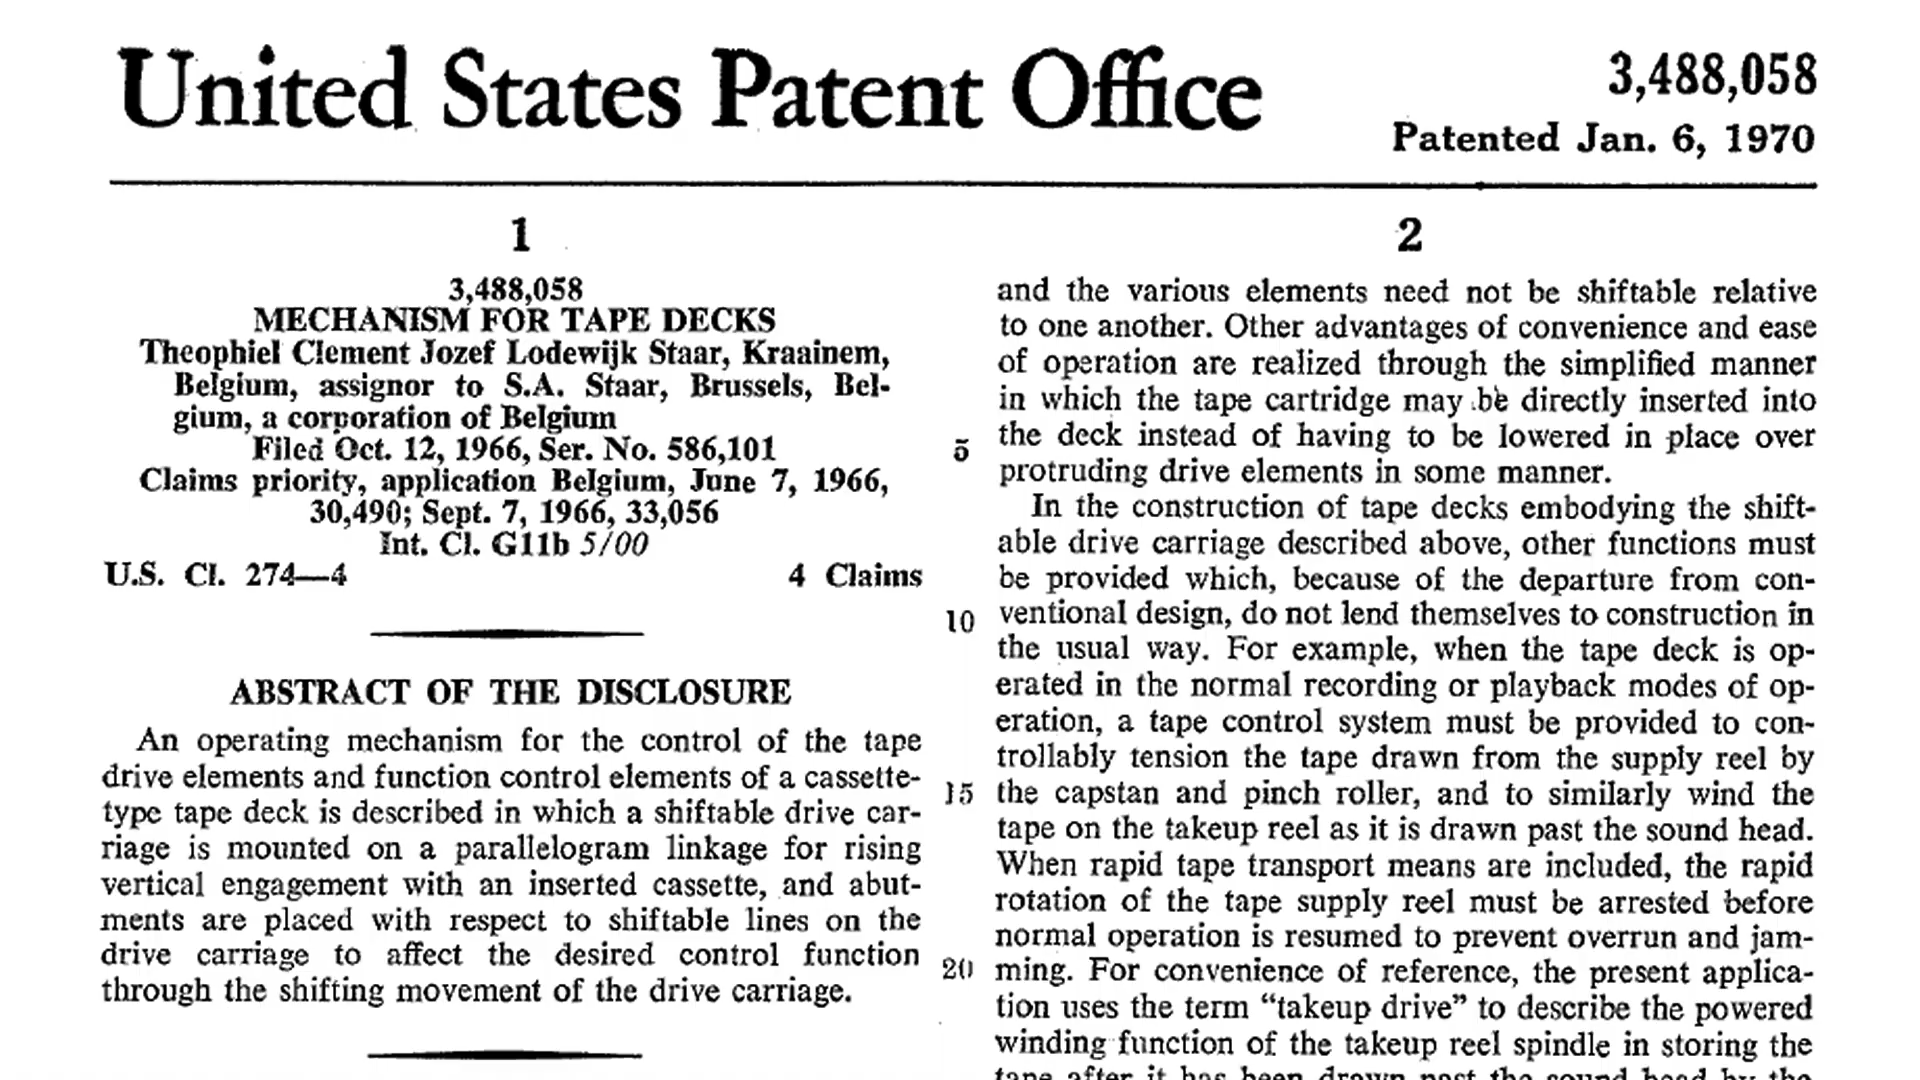 United States Patent Office
3,488,058
Patented Jan. 6, 1970
1
3,488,058
MECHANISM FOR TAPE DECKS
Theophiel Clement Jozef Lodewijk Staar, Kraainem,
Belgium, assignor to S.A. Staar, Brussels, Bel-
gium, a corporation of Belgium
Filed Oct. 12, 1966, Ser. No. 586,101
Claims priority, application Belgium, June 7, 1966,
30,490; Sept. 7, 1966, 33,056
Int. Cl. G11b 5/00
U.S. Cl. 274—4
4 Claims
ABSTRACT OF THE DISCLOSURE
An operating mechanism for the control of the tape
drive elements and function control elements of a cassette-
type tape deck is described in which a shiftable drive car-
riage is mounted on a parallelogram linkage for rising
vertical engagement with an inserted cassette, and abut-
ments are placed with respect to shiftable lines on the
drive carriage to affect the desired control function
through the shifting movement of the drive carriage.
2
and the various elements need not be shiftable relative
to one another. Other advantages of convenience and ease
of operation are realized through the simplified manner
in which the tape cartridge may be directly inserted into
5 the deck instead of having to be lowered in place over
protruding drive elements in some manner.
In the construction of tape decks embodying the shift-
able drive carriage described above, other functions must
be provided which, because of the departure from con-
10 ventional design, do not lend themselves to construction in
the usual way. For example, when the tape deck is op-
erated in the normal recording or playback modes of op-
eration, a tape control system must be provided to con-
trollably tension the tape drawn from the supply reel by
15 the capstan and pinch roller, and to similarly wind the
tape on the takeup reel as it is drawn past the sound head.
When rapid tape transport means are included, the rapid
rotation of the tape supply reel must be arrested before
normal operation is resumed to prevent overrun and jam-
20 ming. For convenience of reference, the present applica-
tion uses the term “takeup drive” to describe the powered
winding function of the takeup reel spindle in storing the
tape after it has been drawn past the sound head by the